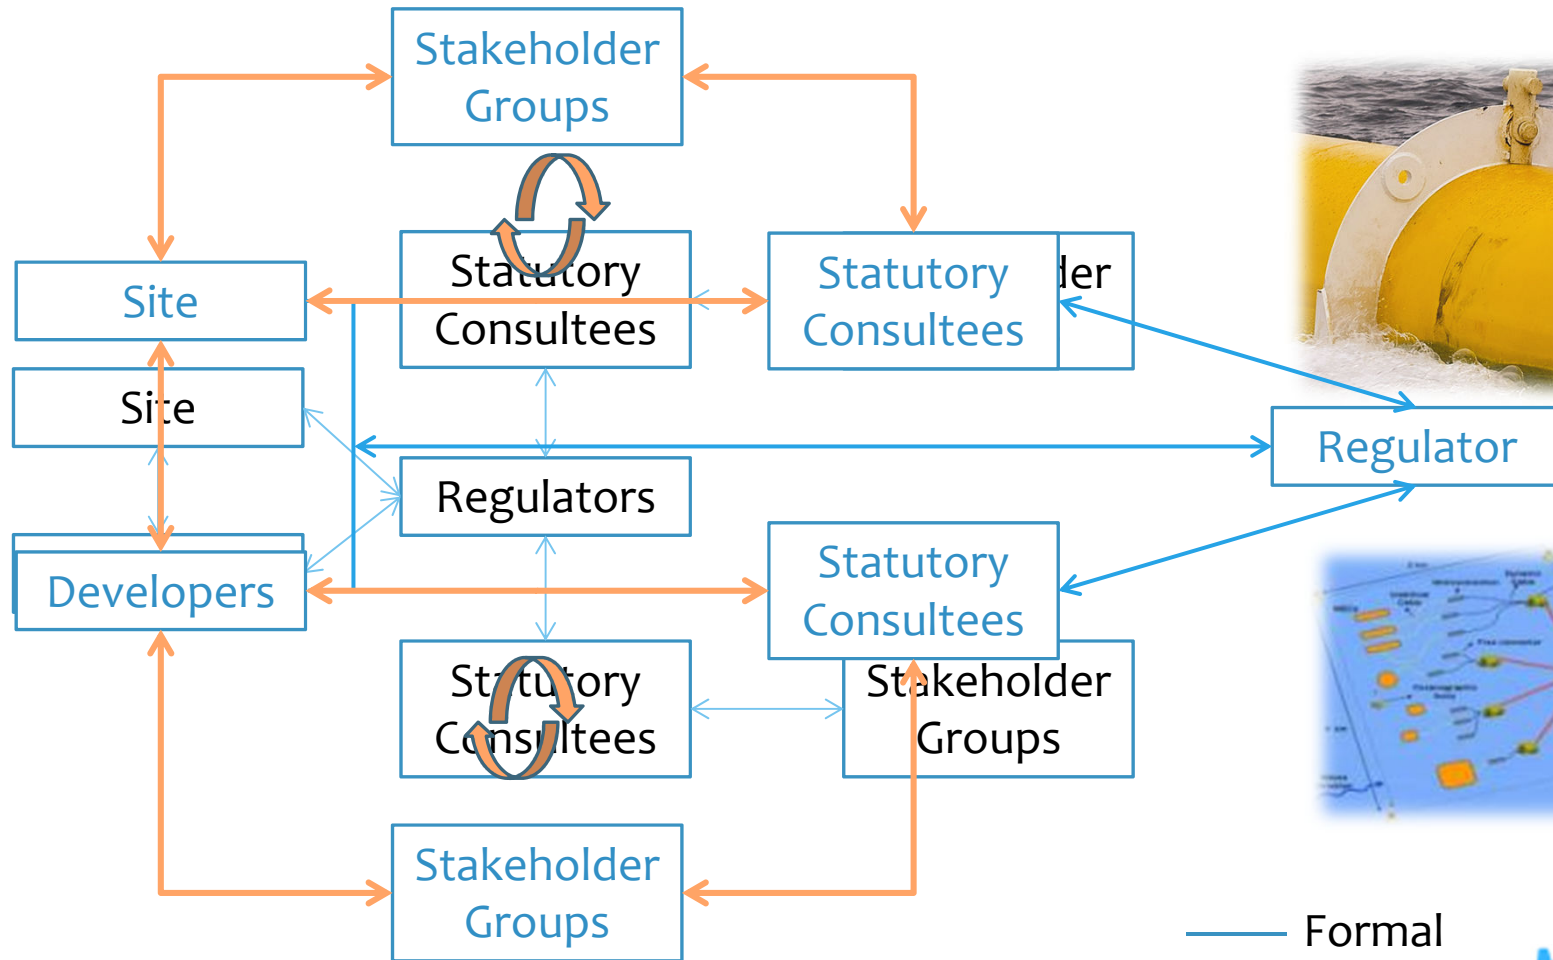 Stakeholder
Groups
Statutory
Consultees
Statutory
Consultees
der
Site
Site
Regulators
Regulator
Developers
Statutory
Consultees
Statutory
Consultees
Stakeholder
Groups
Stakeholder
Groups
Formal